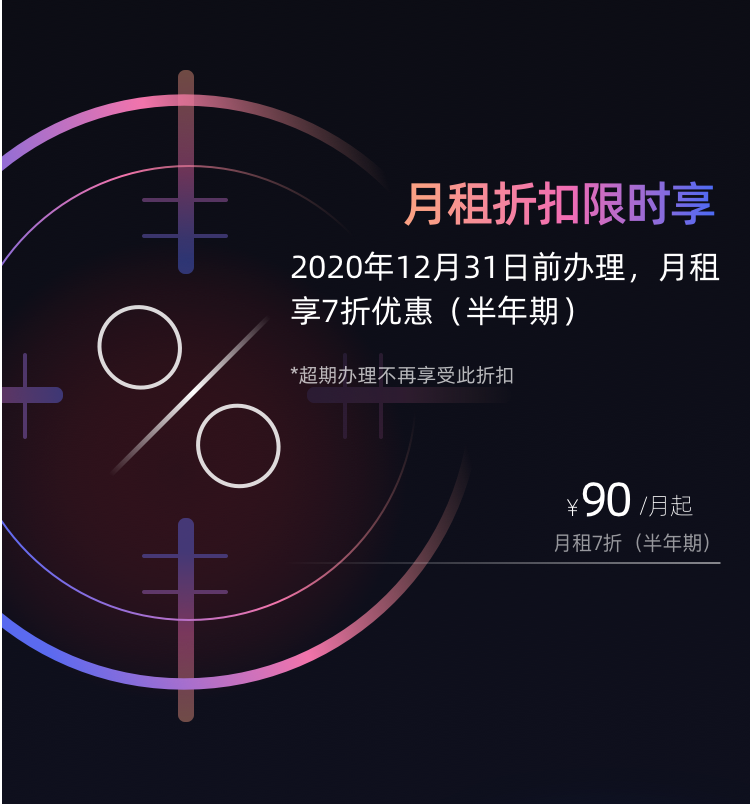 月租折扣限时享
2020年12月31日前办理，月租
享7折优惠（半年期）
*超期办理不再享受此折扣
¥90 /月起
月租7折（半年期）